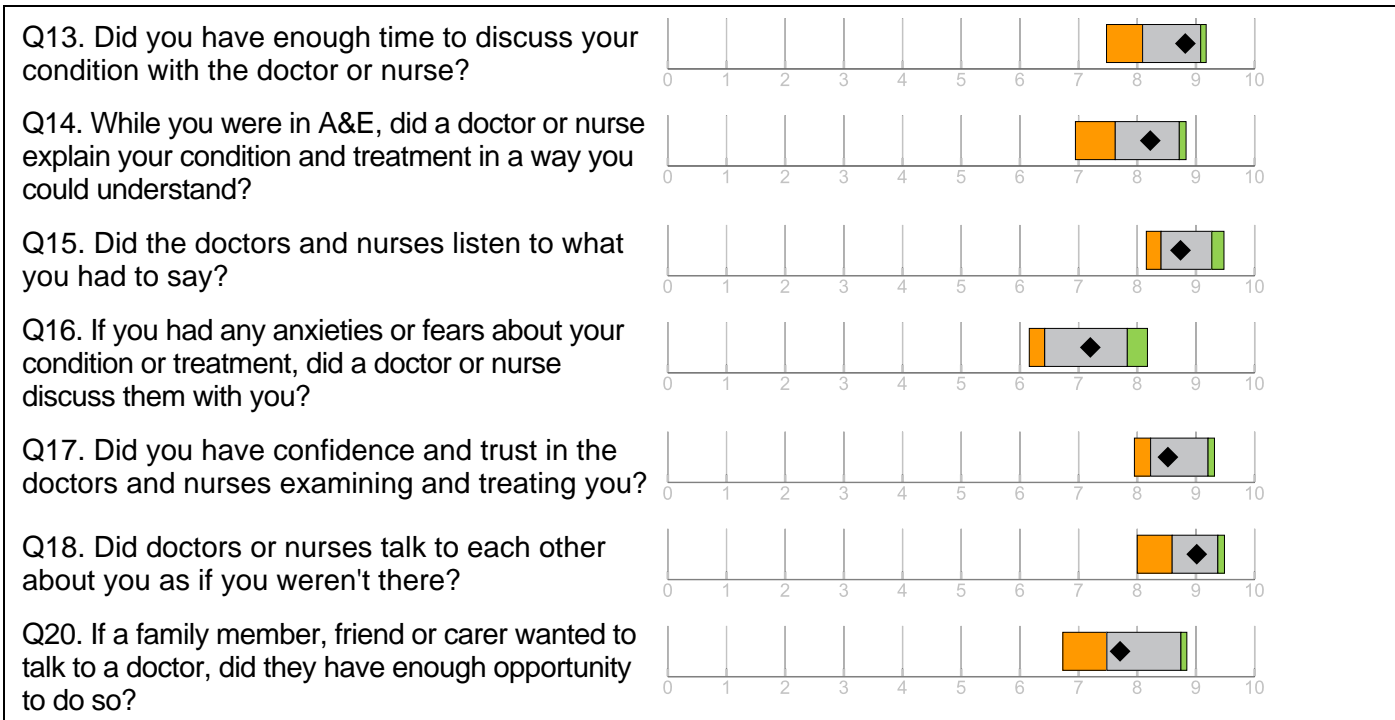 Q13. Did you have enough time to discuss your
condition with the doctor or nurse?
0 1 2 3 4 5 6 7 8 9 10
Q14. While you were in A&E, did a doctor or nurse
explain your condition and treatment in a way you
could understand?
0 1 2 3 4 5 6 7 8 9 10
Q15. Did the doctors and nurses listen to what
you had to say?
0 1 2 3 4 5 6 7 8 9 10
Q16. If you had any anxieties or fears about your
condition or treatment, did a doctor or nurse
discuss them with you?
0 1 2 3 4 5 6 7 8 9 10
Q17. Did you have confidence and trust in the
doctors and nurses examining and treating you?
0 1 2 3 4 5 6 7 8 9 10
Q18. Did doctors or nurses talk to each other
about you as if you weren't there?
0 1 2 3 4 5 6 7 8 9 10
Q20. If a family member, friend or carer wanted to
talk to a doctor, did they have enough opportunity
to do so?
0 1 2 3 4 5 6 7 8 9 10